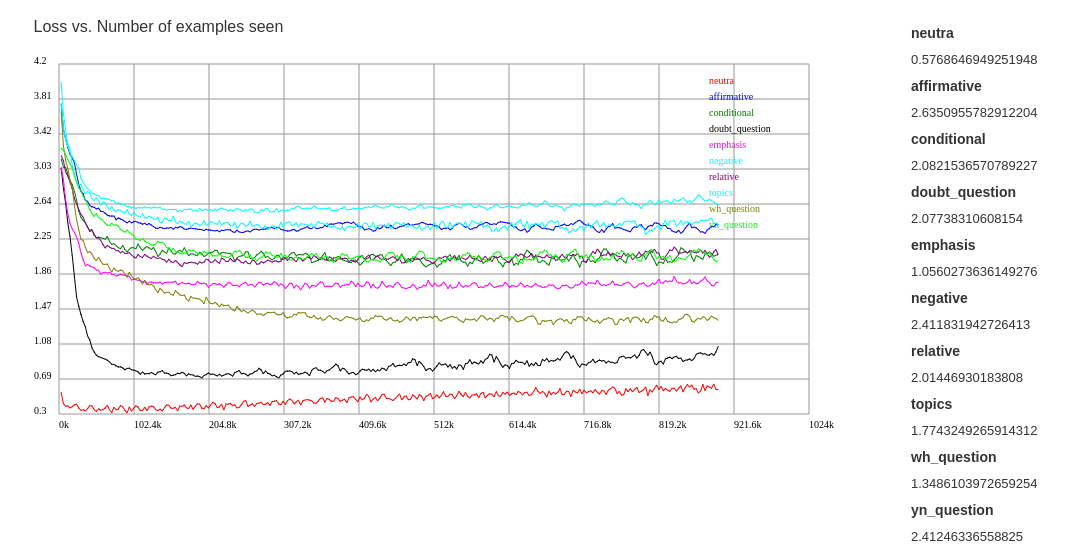 Loss vs. Number of examples seen
4.2
3.81
3.42
3.03
2.64
2.25
1.86
1.47
1.08
0.69
0.3
0k 102.4k 204.8k 307.2k 409.6k 512k 614.4k 716.8k 819.2k 921.6k 1024k
neutra
affirmative
conditional
doubt_question
emphasis
negative
relative
topics
wh_question
yn_question
neutra
0.5768646949251948
affirmative
2.6350955782912204
conditional
2.0821536570789227
doubt_question
2.07738310608154
emphasis
1.0560273636149276
negative
2.411831942726413
relative
2.01446930183808
topics
1.7743249265914312
wh_question
1.3486103972659254
yn_question
2.41246336558825